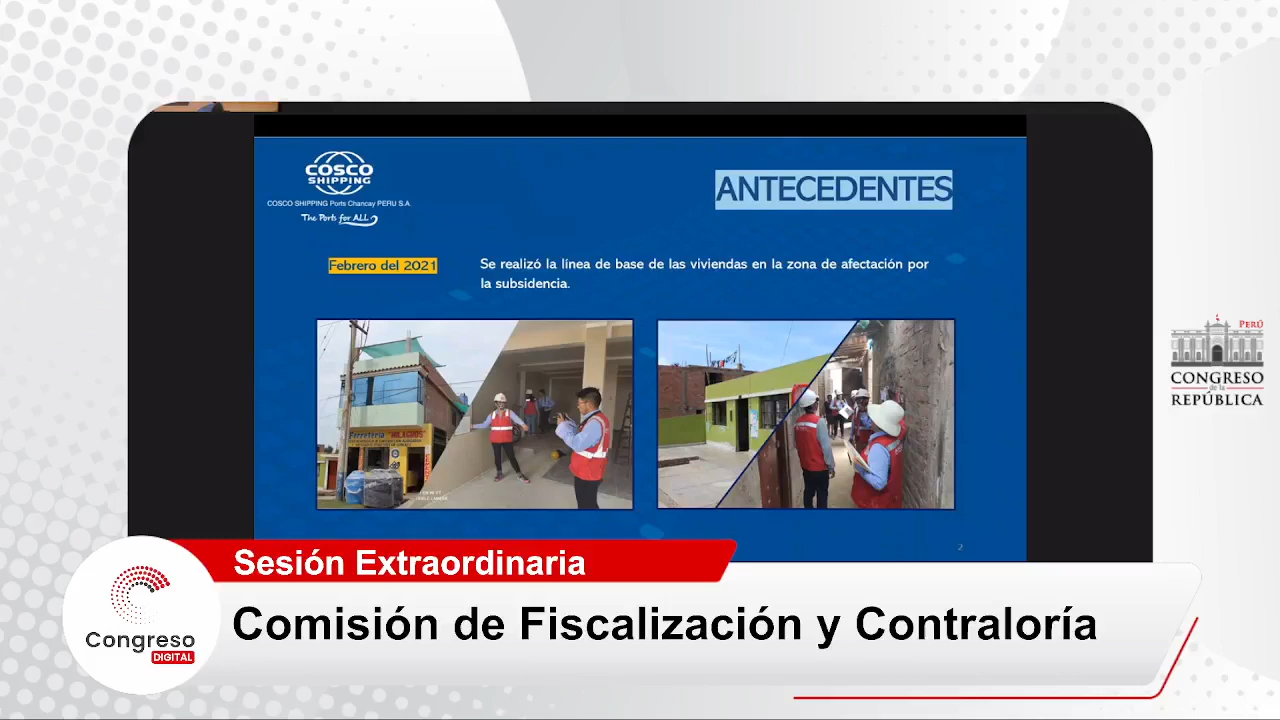 COSCO
SHIPPING
COSCO SHIPPING Ports Chancay PERU S.A.
The Ports for ALL
ANTECEDENTES
Febrero del 2021
Se realizó la línea de base de las viviendas en la zona de afectación por
la subsidencia.
Ferretería "MILAGROS"
2
PERÚ
CONGRESO
de la
REPÚBLICA
Sesión Extraordinaria
Comisión de Fiscalización y Contraloría
Congreso
DIGITAL